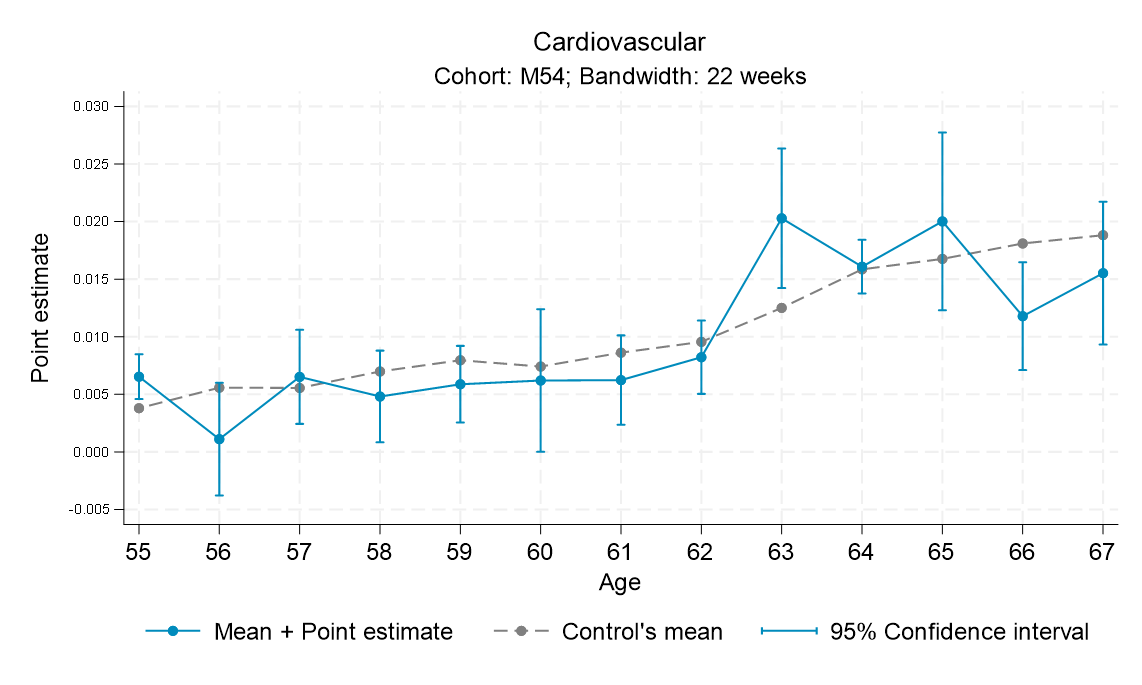 Cardiovascular
Cohort: M54; Bandwidth: 22 weeks
Point estimate
0.030
0.025
0.020
0.015
0.010
0.005
0.000
-0.005
55 56 57 58 59 60 61 62 63 64 65 66 67
Age
Mean + Point estimate Control's mean 95% Confidence interval